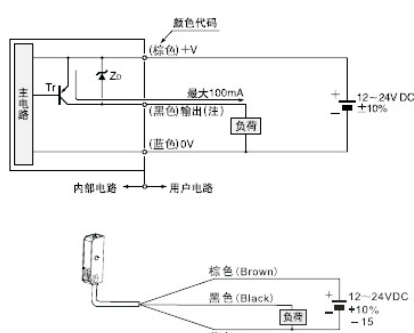 颜色代码
(棕色)+V
主电路
Tr
ZD
最大100mA
(黑色)输出(注)
负荷
12~24V DC
±10%
(蓝色)0V
内部电路
用户电路
棕色(Brown)
黑色(Black)
负荷
12~24VDC
+10%
-15